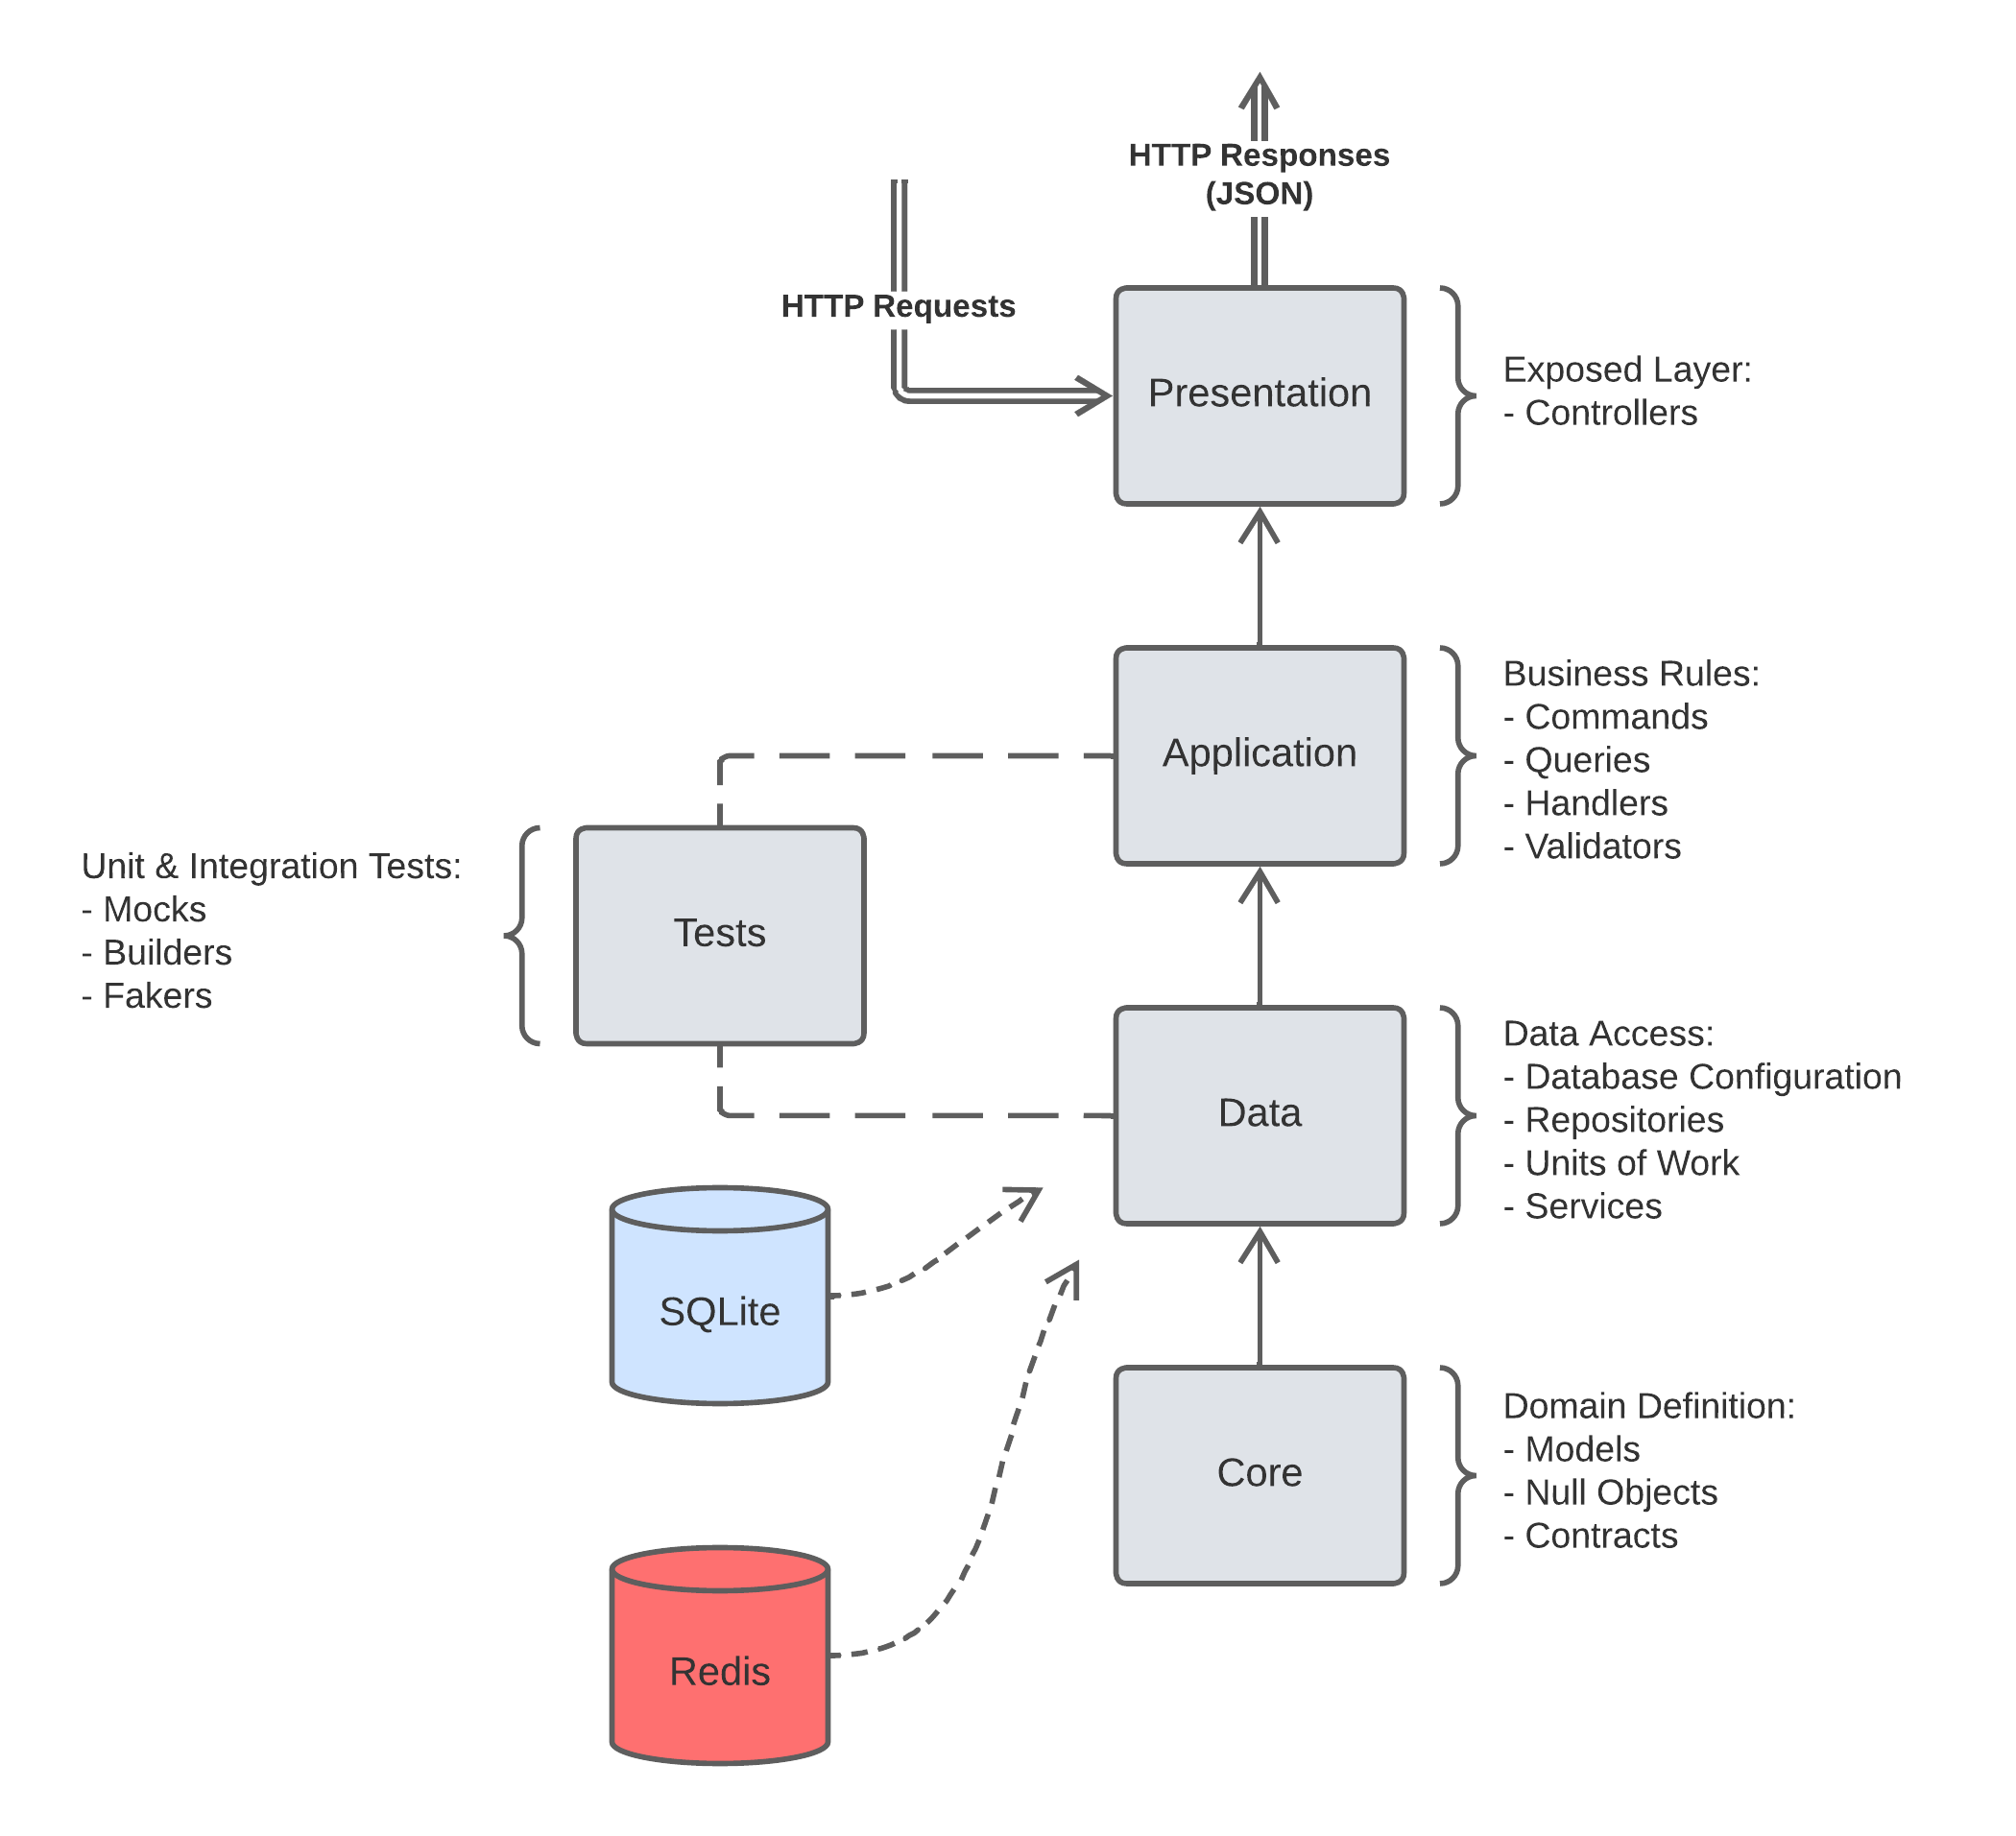 HTTP Responses
(JSON)
HTTP Requests
Presentation
Exposed Layer:
- Controllers
Application
Business Rules:
- Commands
- Queries
- Handlers
- Validators
Unit & Integration Tests:
- Mocks
- Builders
- Fakers
Tests
Data
Data Access:
- Database Configuration
- Repositories
- Units of Work
- Services
SQLite
Core
Domain Definition:
- Models
- Null Objects
- Contracts
Redis